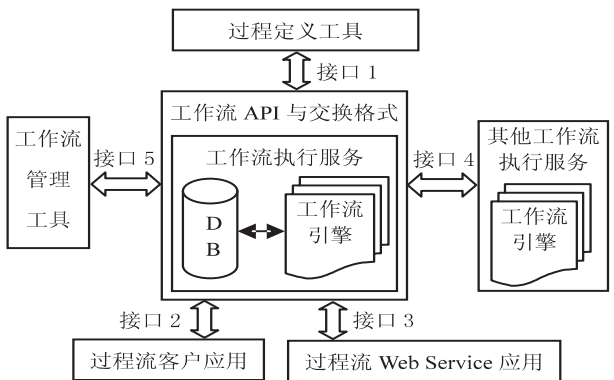 过程定义工具
接口 1
工作流 API 与交换格式
工作流
管理
工具
接口 5
工作流执行服务
D
B
工作流
引擎
接口 4
其他工作流
执行服务
工作流
引擎
接口 2
接口 3
过程流客户应用
过程流 Web Service 应用